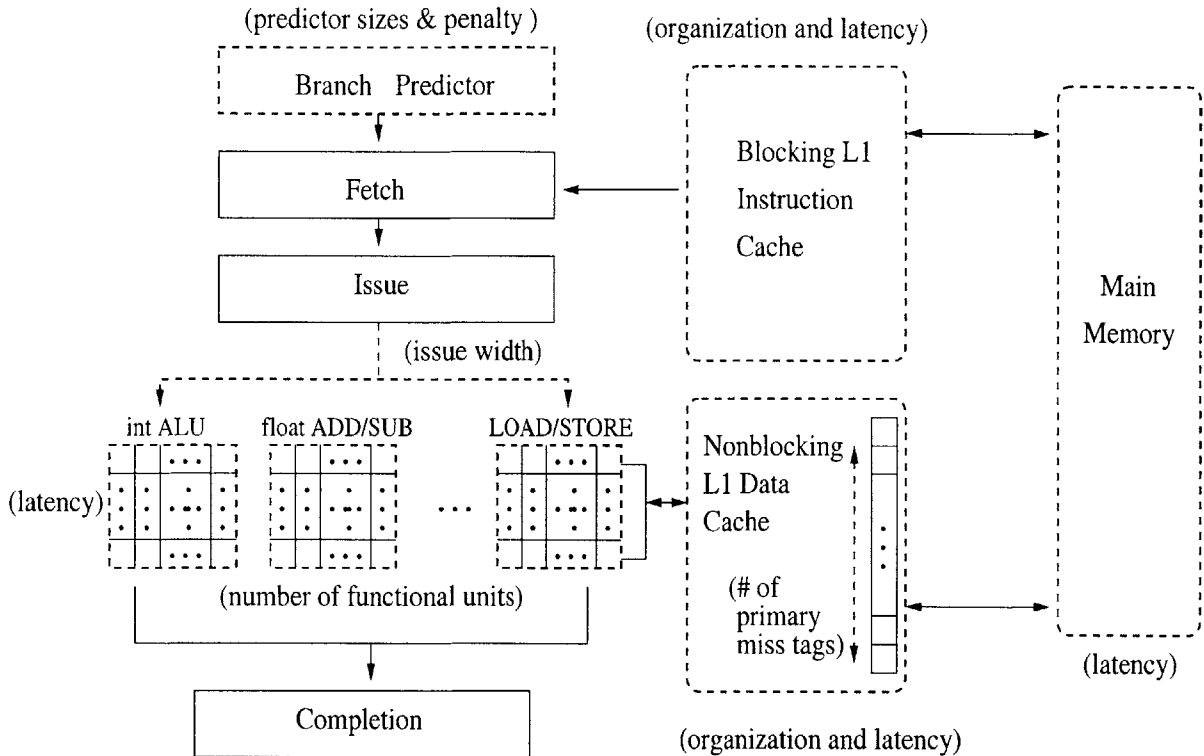 (predictor sizes & penalty )
Branch Predictor
Fetch
Issue
(issue width)
(organization and latency)
Blocking L1
Instruction
Cache
Main
Memory
(latency)
int ALU
float ADD/SUB
LOAD/STORE
(latency)
...
(number of functional units)
Nonblocking
L1 Data
Cache
(# of
primary
miss tags)
Completion
(organization and latency)